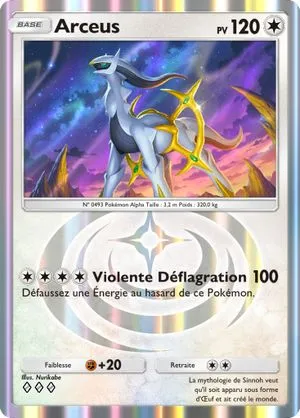 BASE Arceus PV 120
N° 0493 Pokémon Alpha Taille : 3,2 m Poids : 320,0 kg
Violente Déflagration 100
Défaussez une Énergie au hasard de ce Pokémon.
Faiblesse +20 Retraite
Illus. Nurikabe
La mythologie de Sinnoh veut
qu'il soit apparu sous forme
d'Œuf et ait créé le monde.